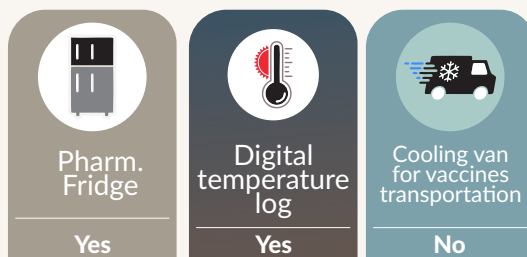 Pharm.
Fridge
Yes
Digital
temperature
log
Yes
Cooling van
for vaccines
transportation
No